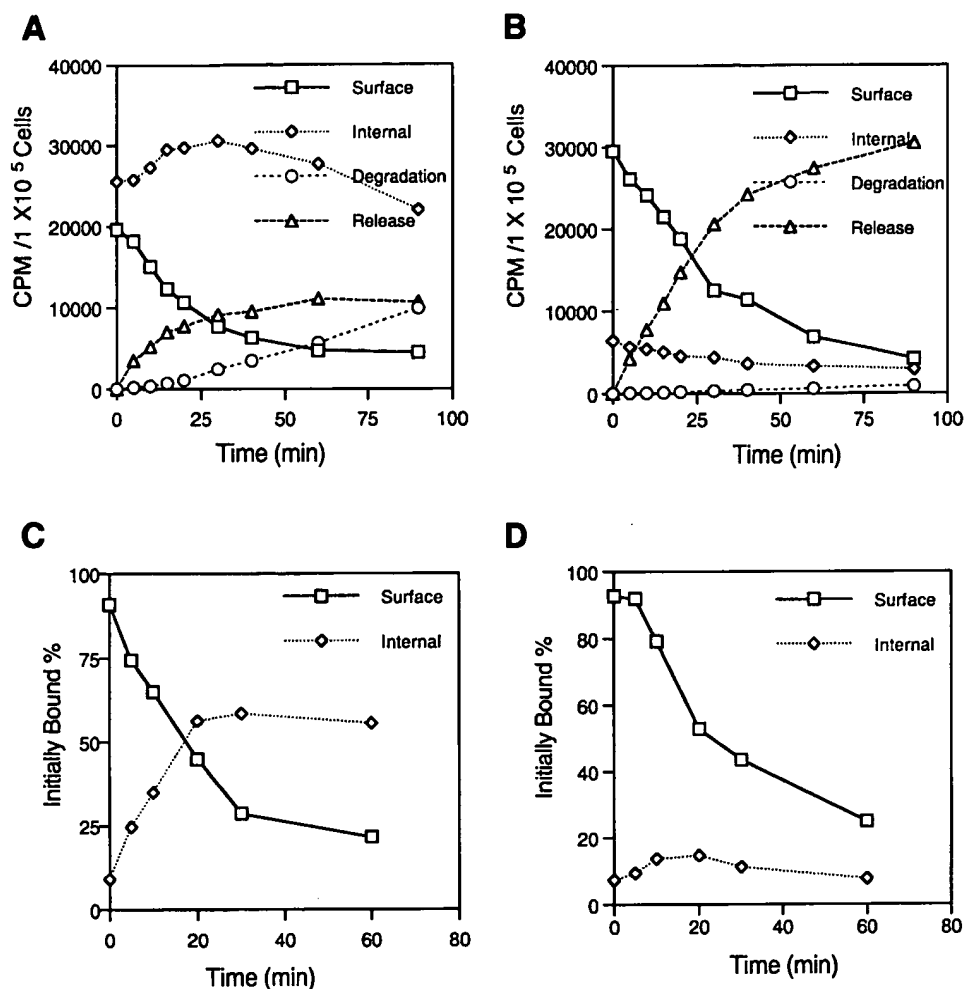 A
CPM /1 X10 5 Cells
40000
30000
20000
10000
0
Surface
Internal
Degradation
Release
0
25
50
75
100
Time (min)
B
CPM /1 X 10 5 Cells
40000
30000
20000
10000
0
Surface
Internal
Degradation
Release
0
25
50
75
100
Time (min)
C
Initially Bound %
100
75
50
25
0
Surface
Internal
0
20
40
60
80
Time (min)
D
Initially Bound %
100
80
60
40
20
0
Surface
Internal
0
20
40
60
80
Time (min)